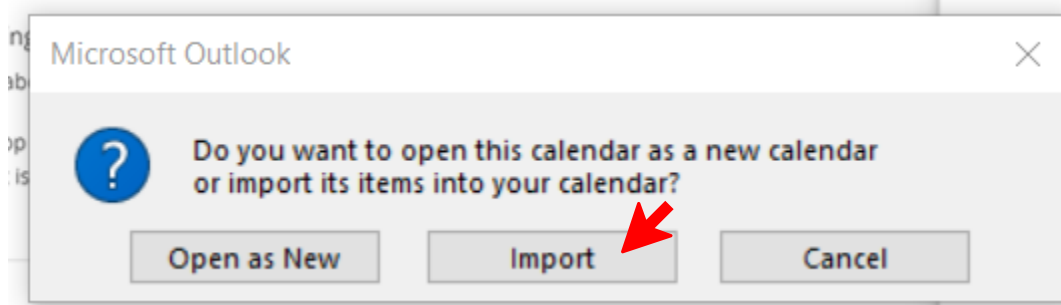 Microsoft Outlook
Do you want to open this calendar as a new calendar
or import its items into your calendar?
Open as New
Import
Cancel